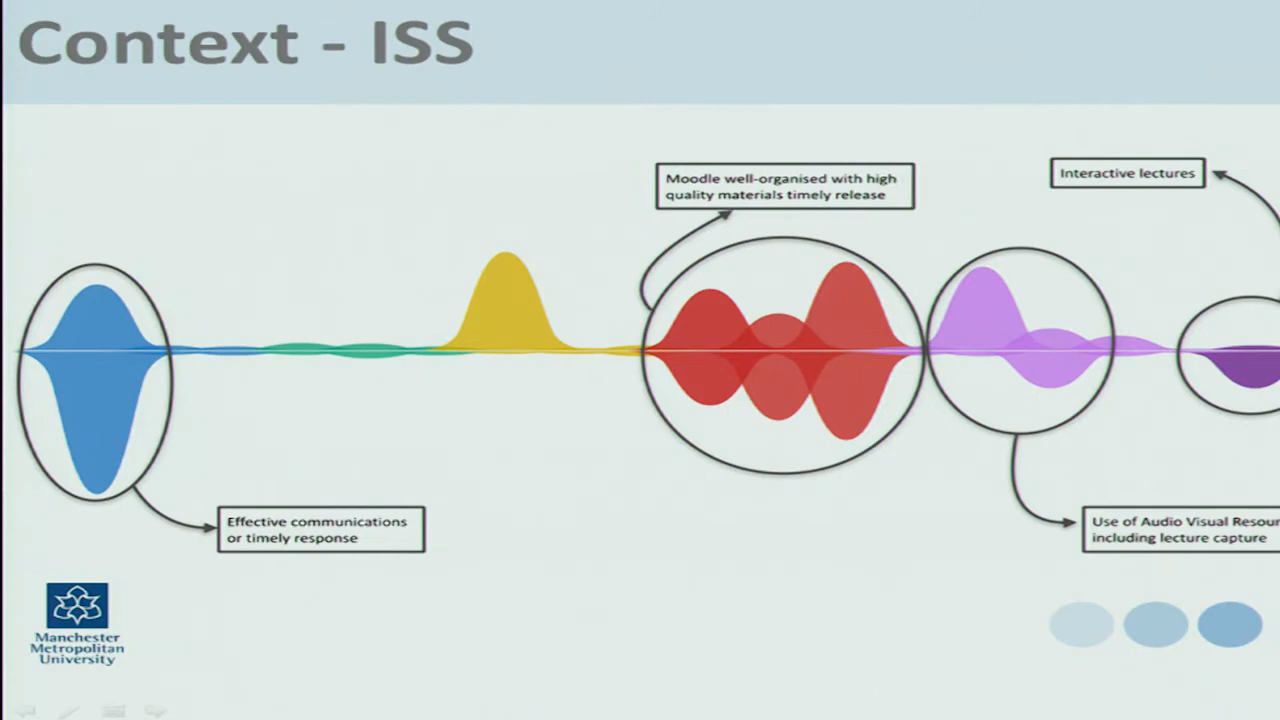 Context - ISS
Moodle well-organised with high
quality materials timely release
Interactive lectures
Effective communications
or timely response
Use of Audio Visual
including lecture capture
Manchester
Metropolitan
University